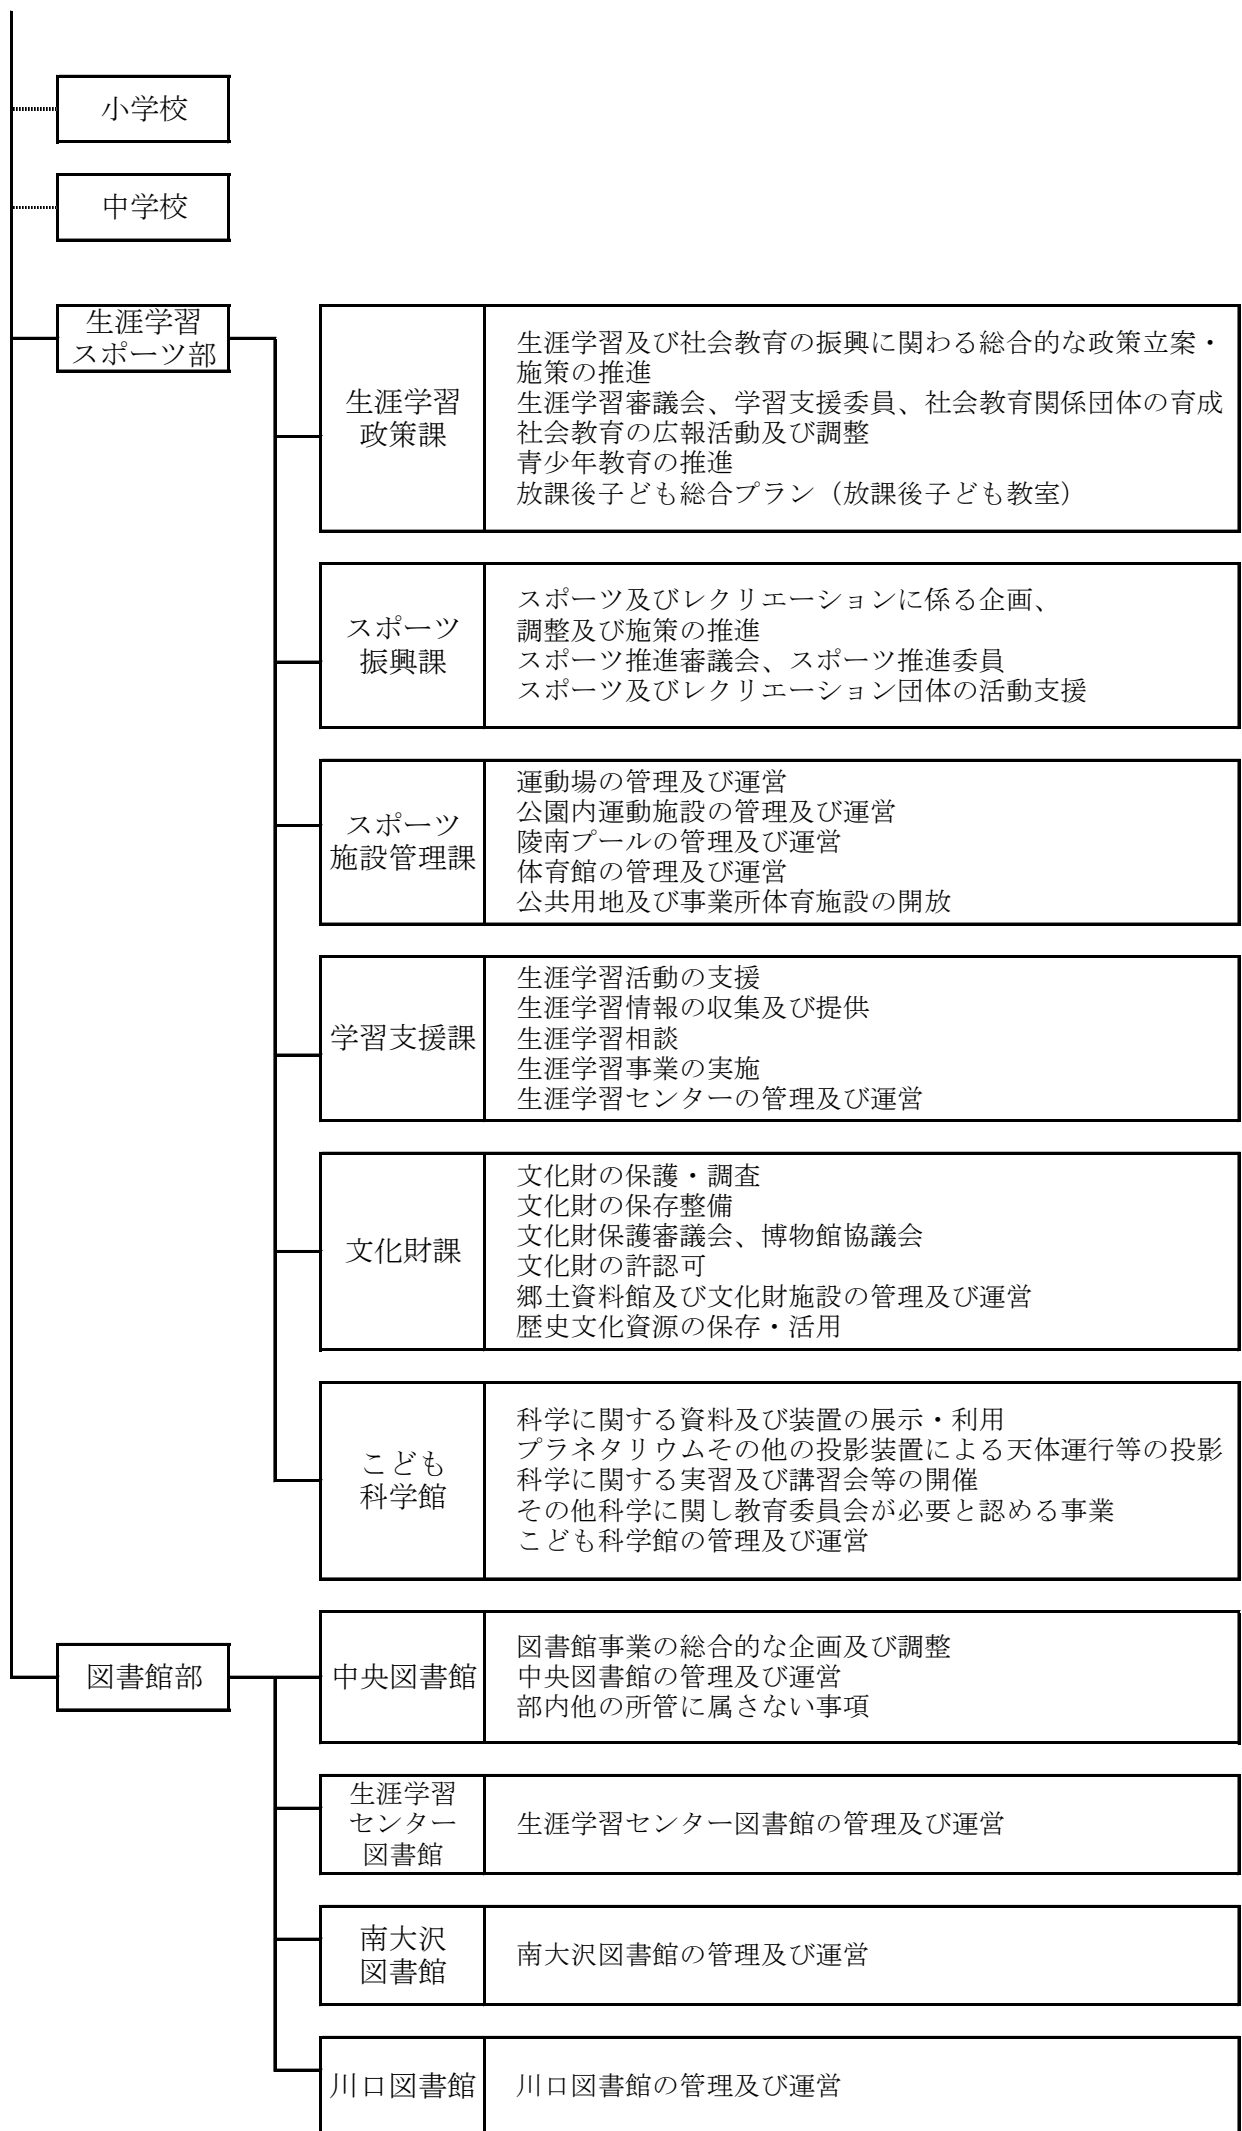 小学校
中学校
生涯学習
スポーツ部
生涯学習
政策課
生涯学習及び社会教育の振興に関わる総合的な政策立案・
施策の推進
生涯学習審議会、学習支援委員、社会教育関係団体の育成
社会教育の広報活動及び調整
青少年教育の推進
放課後子ども総合プラン（放課後子ども教室）
スポーツ
振興課
スポーツ及びレクリエーションに係る企画、
調整及び施策の推進
スポーツ推進審議会、スポーツ推進委員
スポーツ及びレクリエーション団体の活動支援
スポーツ
施設管理課
運動場の管理及び運営
公園内運動施設の管理及び運営
陵南プールの管理及び運営
体育館の管理及び運営
公共用地及び事業所体育施設の開放
学習支援課
生涯学習活動の支援
生涯学習情報の収集及び提供
生涯学習相談
生涯学習事業の実施
生涯学習センターの管理及び運営
文化財課
文化財の保護・調査
文化財の保存整備
文化財保護審議会、博物館協議会
文化財の許認可
郷土資料館及び文化財施設の管理及び運営
歴史文化資源の保存・活用
こども
科学館
科学に関する資料及び装置の展示・利用
プラネタリウムその他の投影装置による天体運行等の投影
科学に関する実習及び講習会等の開催
その他科学に関し教育委員会が必要と認める事業
こども科学館の管理及び運営
図書館部
中央図書館
図書館事業の総合的な企画及び調整
中央図書館の管理及び運営
部内他の所管に属さない事項
生涯学習
センター
図書館
生涯学習センター図書館の管理及び運営
南大沢
図書館
南大沢図書館の管理及び運営
川口図書館
川口図書館の管理及び運営